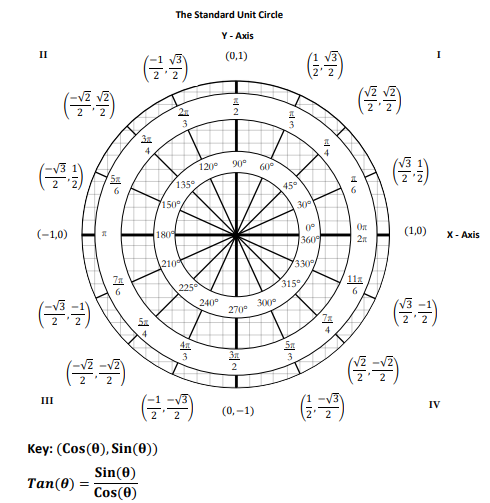 The Standard Unit Circle
Y - Axis
II (−1/2, √3/2) (0,1) (1/2, √3/2) I
(−√2/2, √2/2) (√2/2, √2/2)
2π/3 π/2 π/3
3π/4 π/4
(−√3/2, 1/2) 5π/6 120° 90° 60° π/6 (√3/2, 1/2)
135° 45°
150° 30°
(−1,0) π 180° 0° 360° 0π 2π (1,0) X - Axis
210° 330°
225° 315°
7π/6 240° 270° 300° 11π/6
(−√3/2, −1/2) (√3/2, −1/2)
5π/4 7π/4
4π/3 3π/2 5π/3
(−√2/2, −√2/2) (√2/2, −√2/2)
III (−1/2, −√3/2) (0,−1) (1/2, −√3/2) IV
Key: (Cos(θ), Sin(θ))
Tan(θ) = Sin(θ)/Cos(θ)